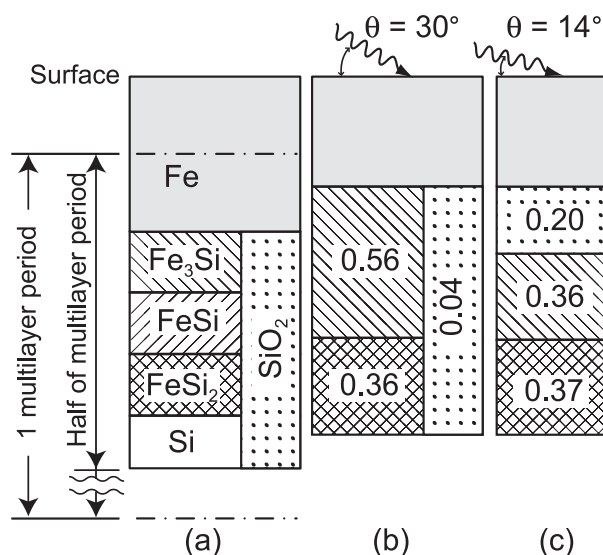 θ = 30°
θ = 14°
Surface
1 multilayer period
Half of multilayer period
Fe
Fe₃Si
FeSi
FeSi₂
Si
SiO₂
0.56
0.36
0.04
0.20
0.36
0.37
(a)
(b)
(c)